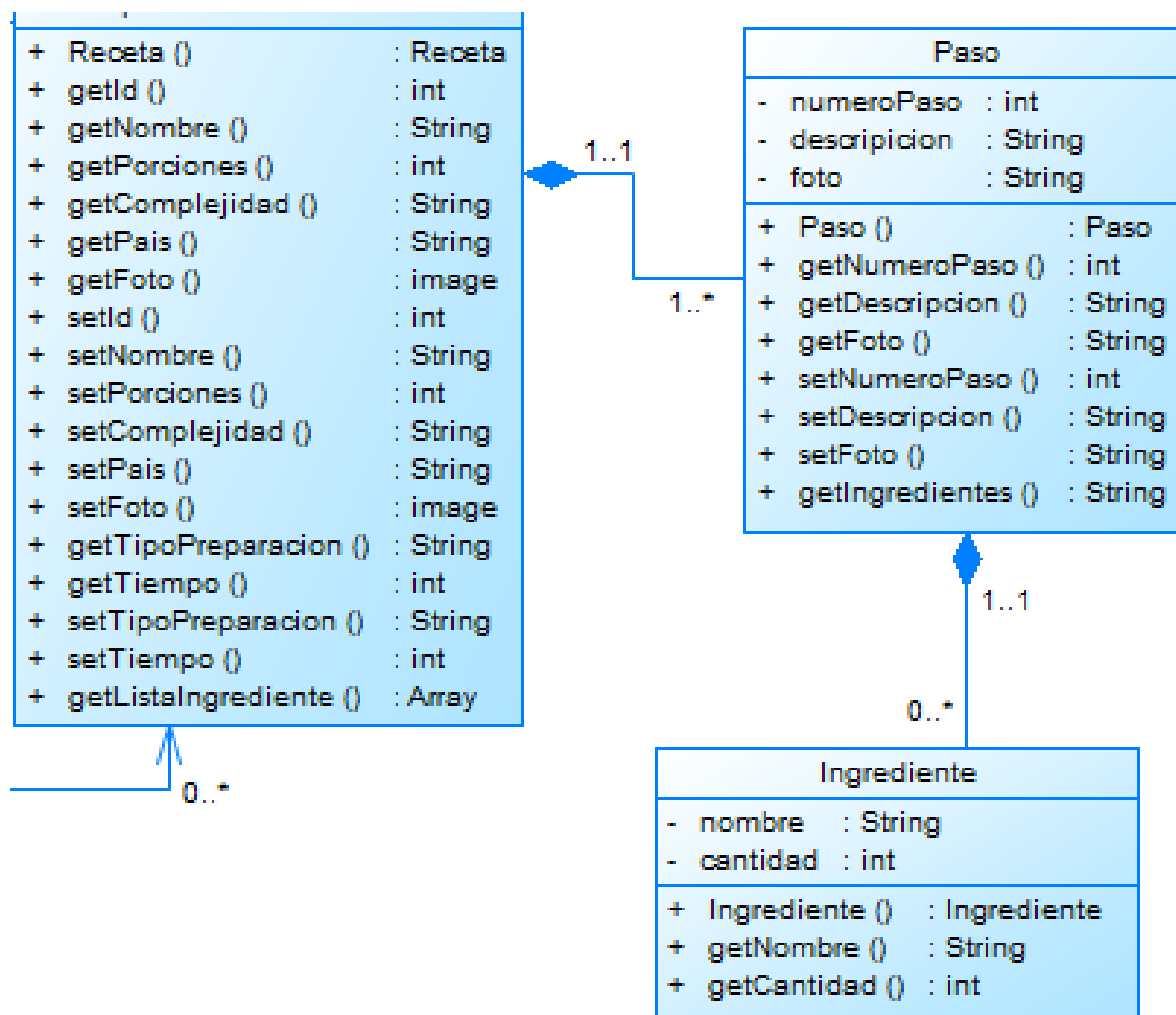 + Receta () : Receta
+ getId () : int
+ getNombre () : String
+ getPorciones () : int
+ getComplejidad () : String
+ getPais () : String
+ getFoto () : image
+ setId () : int
+ setNombre () : String
+ setPorciones () : int
+ setComplejidad () : String
+ setPais () : String
+ setFoto () : image
+ getTipoPreparacion () : String
+ getTiempo () : int
+ setTipoPreparacion () : String
+ setTiempo () : int
+ getListaIngrediente () : Array
0..*
1..1
1..*
Paso
- numeroPaso : int
- descripicion : String
- foto : String
+ Paso () : Paso
+ getNumeroPaso () : int
+ getDescripcion () : String
+ getFoto () : String
+ setNumeroPaso () : int
+ setDescripcion () : String
+ setFoto () : String
+ getIngredientes () : String
1..1
0..*
Ingrediente
- nombre : String
- cantidad : int
+ Ingrediente () : Ingrediente
+ getNombre () : String
+ getCantidad () : int